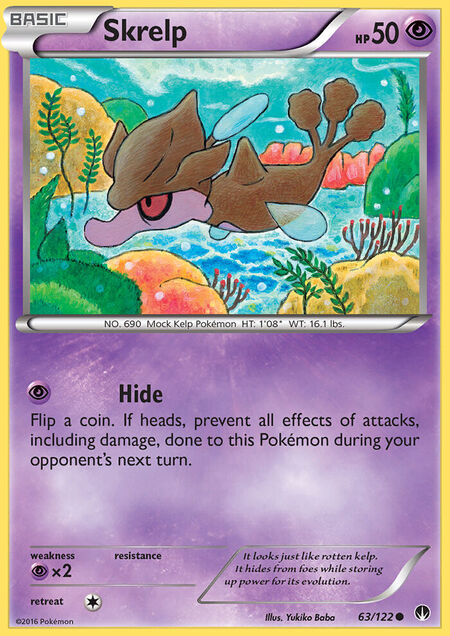 BASIC
Skrelp
HP 50
NO. 690 Mock Kelp Pokémon HT: 1'08" WT: 16.1 lbs.
Hide
Flip a coin. If heads, prevent all effects of attacks,
including damage, done to this Pokémon during your
opponent's next turn.
weakness
resistance
×2
It looks just like rotten kelp.
It hides from foes while storing
up power for its evolution.
retreat
©2016 Pokémon
Illus. Yukiko Baba
63/122